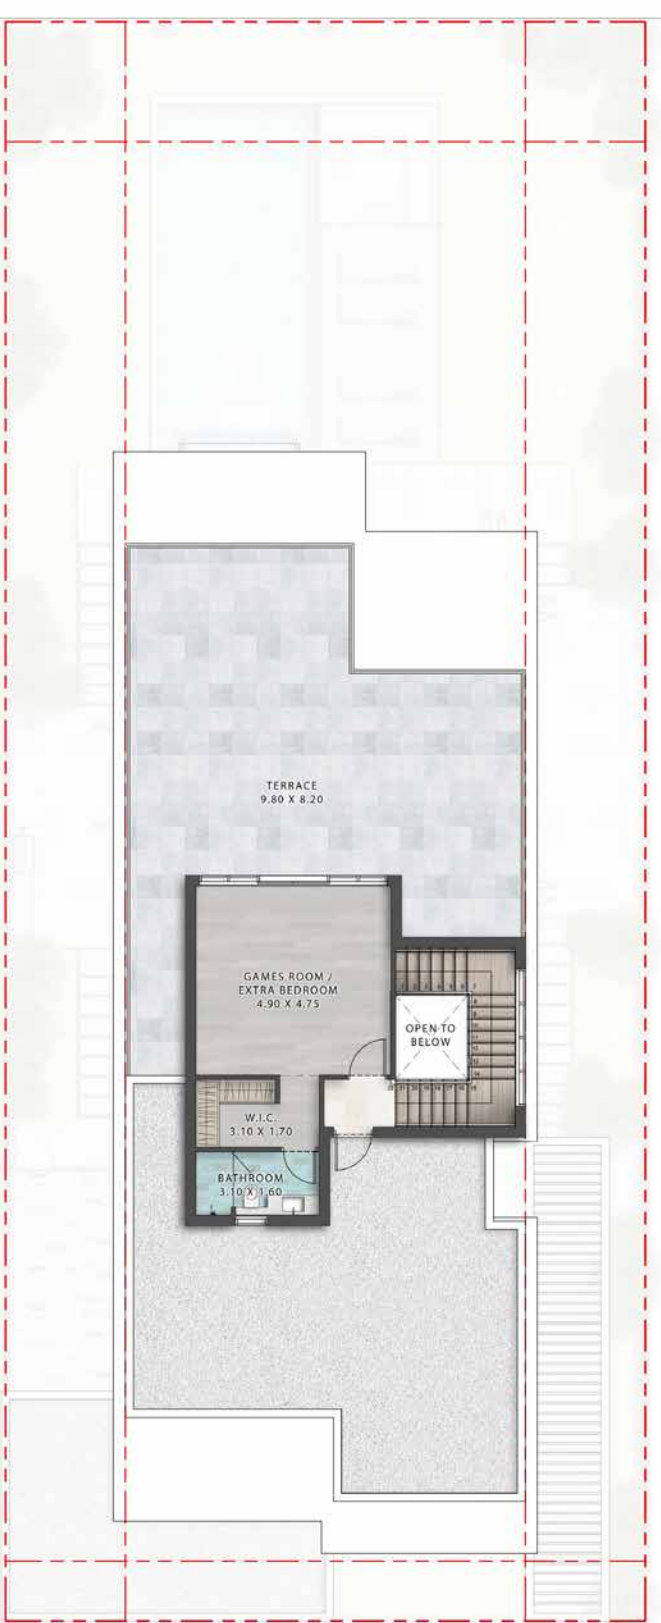 TERRACE
9.80 X 8.20
GAMES ROOM /
EXTRA BEDROOM
4.90 X 4.75
OPEN TO
BELOW
W.I.C.
3.10 X 1.70
BATHROOM
3.10 X 1.60